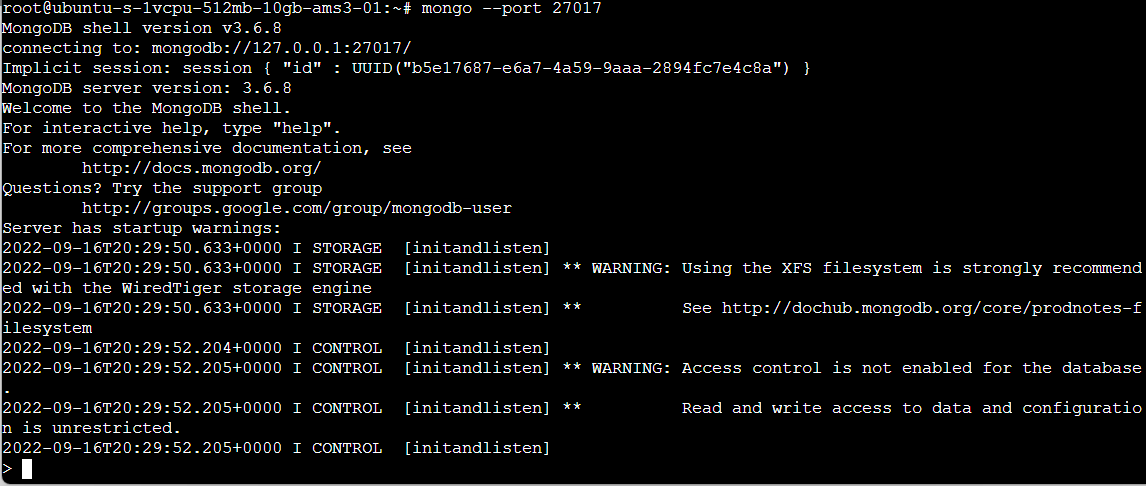 root@ubuntu-s-1vcpu-512mb-10gb-ams3-01:~# mongo --port 27017
MongoDB shell version v3.6.8
connecting to: mongodb://127.0.0.1:27017/
Implicit session: session { "id" : UUID("b5e17687-e6a7-4a59-9aaa-2894fc7e4c8a") }
MongoDB server version: 3.6.8
Welcome to the MongoDB shell.
For interactive help, type "help".
For more comprehensive documentation, see
        http://docs.mongodb.org/
Questions? Try the support group
        http://groups.google.com/group/mongodb-user
Server has startup warnings:
2022-09-16T20:29:50.633+0000 I STORAGE  [initandlisten]
2022-09-16T20:29:50.633+0000 I STORAGE  [initandlisten] ** WARNING: Using the XFS filesystem is strongly recommend
ed with the WiredTiger storage engine
2022-09-16T20:29:50.633+0000 I STORAGE  [initandlisten] **          See http://dochub.mongodb.org/core/prodnotes-f
ilesystem
2022-09-16T20:29:52.204+0000 I CONTROL  [initandlisten]
2022-09-16T20:29:52.205+0000 I CONTROL  [initandlisten] ** WARNING: Access control is not enabled for the database
.
2022-09-16T20:29:52.205+0000 I CONTROL  [initandlisten] **          Read and write access to data and configuratio
n is unrestricted.
2022-09-16T20:29:52.205+0000 I CONTROL  [initandlisten]
>